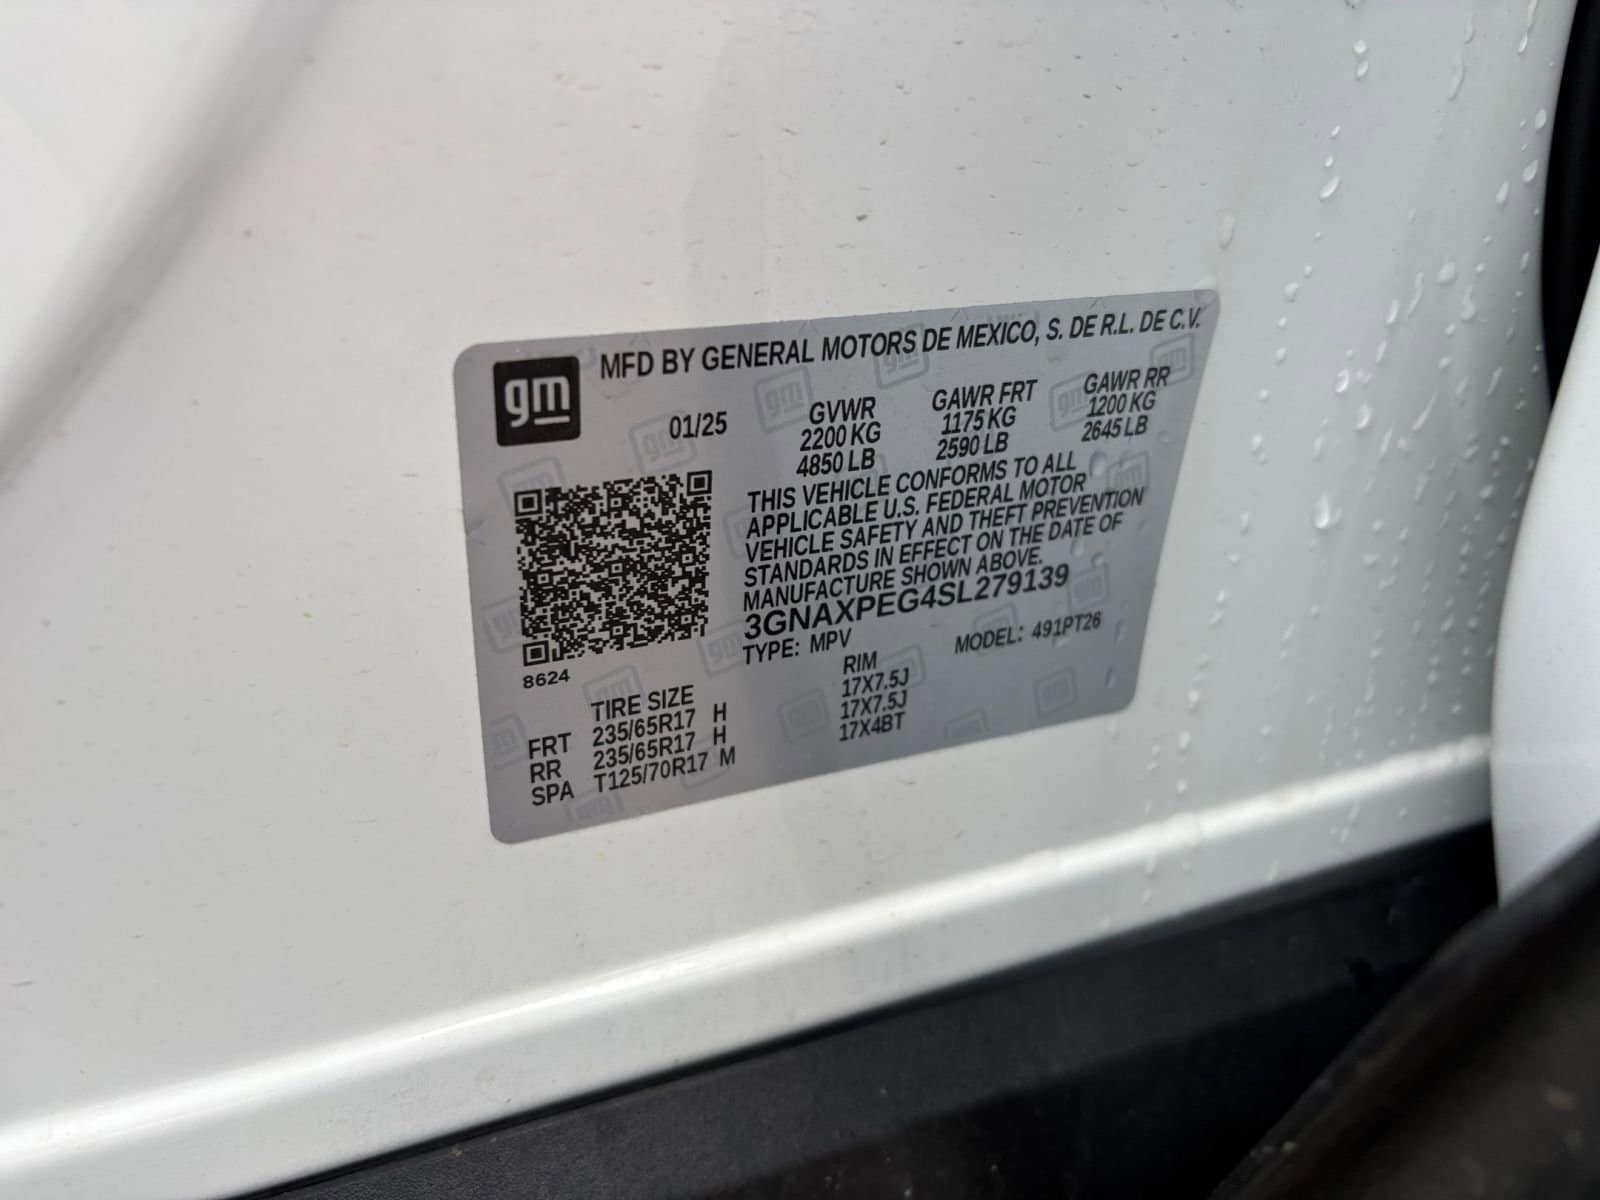 gm
MFD BY GENERAL MOTORS DE MEXICO, S. DE R.L. DE C.V.
01/25
GVWR GAWR FRT GAWR RR
2200 KG 1175 KG 1200 KG
4850 LB 2590 LB 2645 LB
THIS VEHICLE CONFORMS TO ALL
APPLICABLE U.S. FEDERAL MOTOR
VEHICLE SAFETY AND THEFT PREVENTION
STANDARDS IN EFFECT ON THE DATE OF
MANUFACTURE SHOWN ABOVE.
3GNAXPEG4SL279139
TYPE: MPV MODEL: 491PT26
8624
TIRE SIZE RIM
FRT 235/65R17 H 17X7.5J
RR 235/65R17 H 17X7.5J
SPA T125/70R17 M 17X4BT